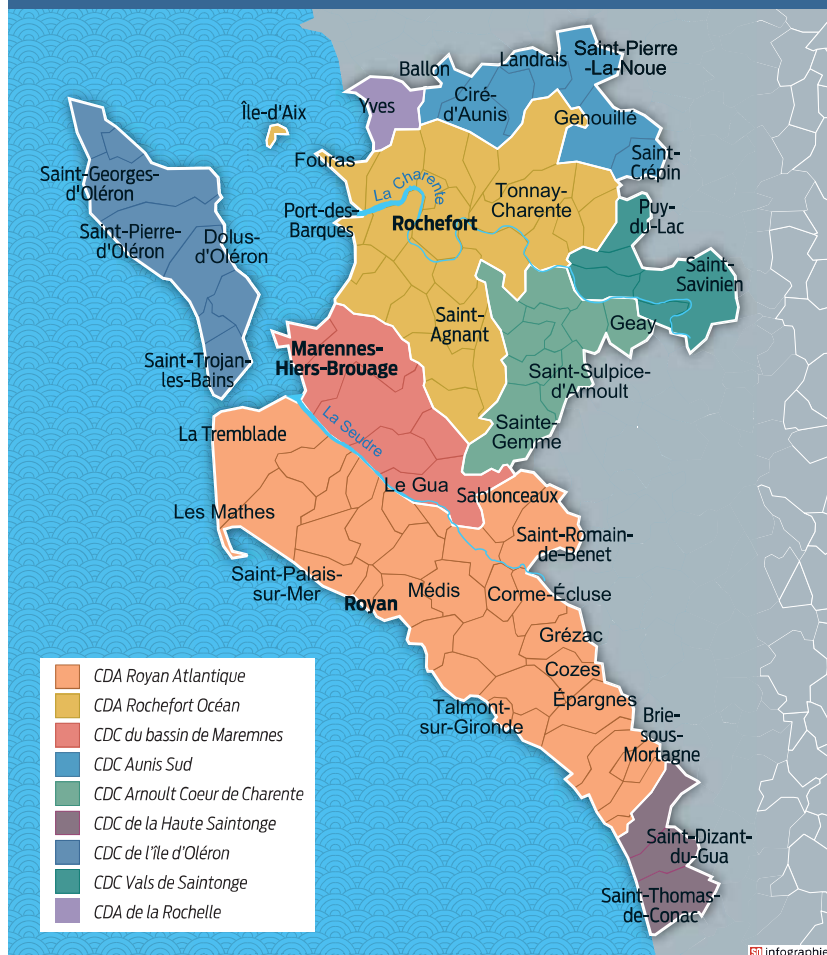 Saint-Pierre
-La-Noue
Landrais
Ballon
Ciré-
d'Aunis
Yves
Île-d'Aix
Genouillé
Saint-
Crépin
Fouras
La Charente
Tonnay-
Charente
Saint-Georges-
d'Oléron
Port-des-
Barques
Rochefort
Puy-
du-Lac
Saint-Pierre-
d'Oléron
Dolus-
d'Oléron
Saint-
Savinien
Saint-
Agnant
Geay
Marennes-
Hiers-Brouage
Saint-Trojan-
les-Bains
Saint-Sulpice-
d'Arnoult
La Tremblade
La Seudre
Sainte-
Gemme
Le Gua
Sablonceaux
Les Mathes
Saint-Romain-
de-Benet
Saint-Palais-
sur-Mer
Royan
Médis
Corme-Écluse
Grézac
Cozes
Épargnes
Talmont-
sur-Gironde
Brie-
sous-
Mortagne
Saint-Dizant-
du-Gua
Saint-Thomas-
de-Conac
CDA Royan Atlantique
CDA Rochefort Océan
CDC du bassin de Maremnes
CDC Aunis Sud
CDC Arnoult Coeur de Charente
CDC de la Haute Saintonge
CDC de l'île d'Oléron
CDC Vals de Saintonge
CDA de la Rochelle
SO infographie